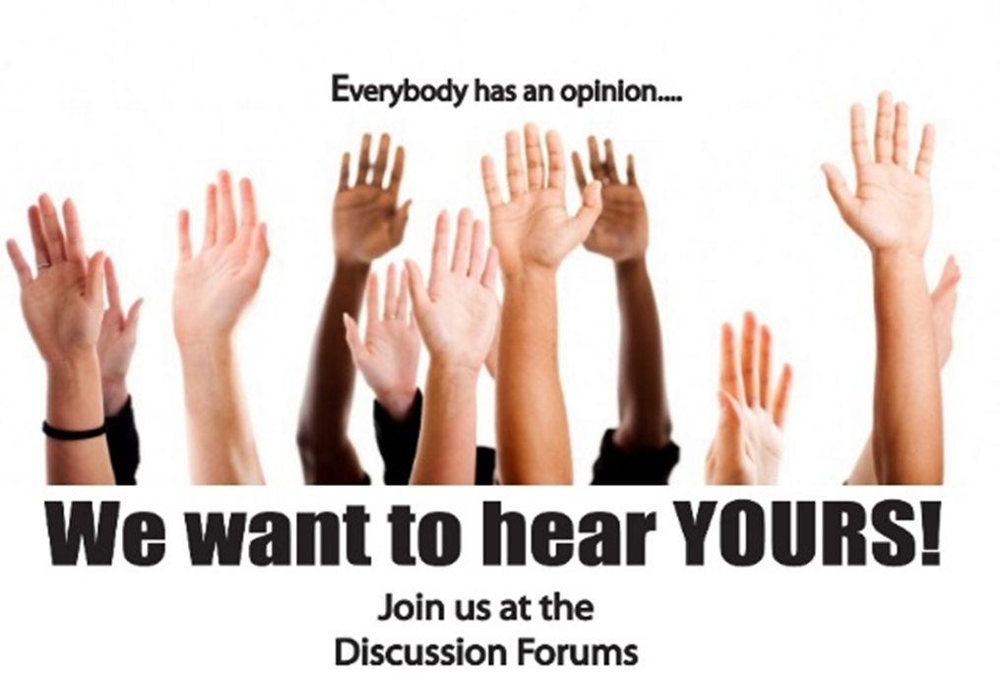 Everybody has an opinion....
We want to hear YOURS!
Join us at the
Discussion Forums